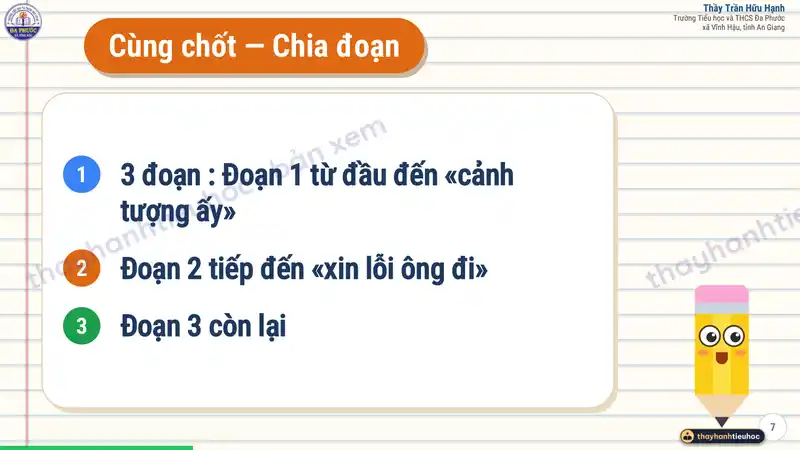 Thầy Trần Hữu Hạnh
Trường Tiểu học và THCS Đa Phước
xã Vĩnh Hậu, tỉnh An Giang
ĐA PHƯỚC
Cùng chốt — Chia đoạn
1 3 đoạn : Đoạn 1 từ đầu đến «cảnh
tượng ấy»
2 Đoạn 2 tiếp đến «xin lỗi ông đi»
3 Đoạn 3 còn lại
7
thayhanhtieuhoc